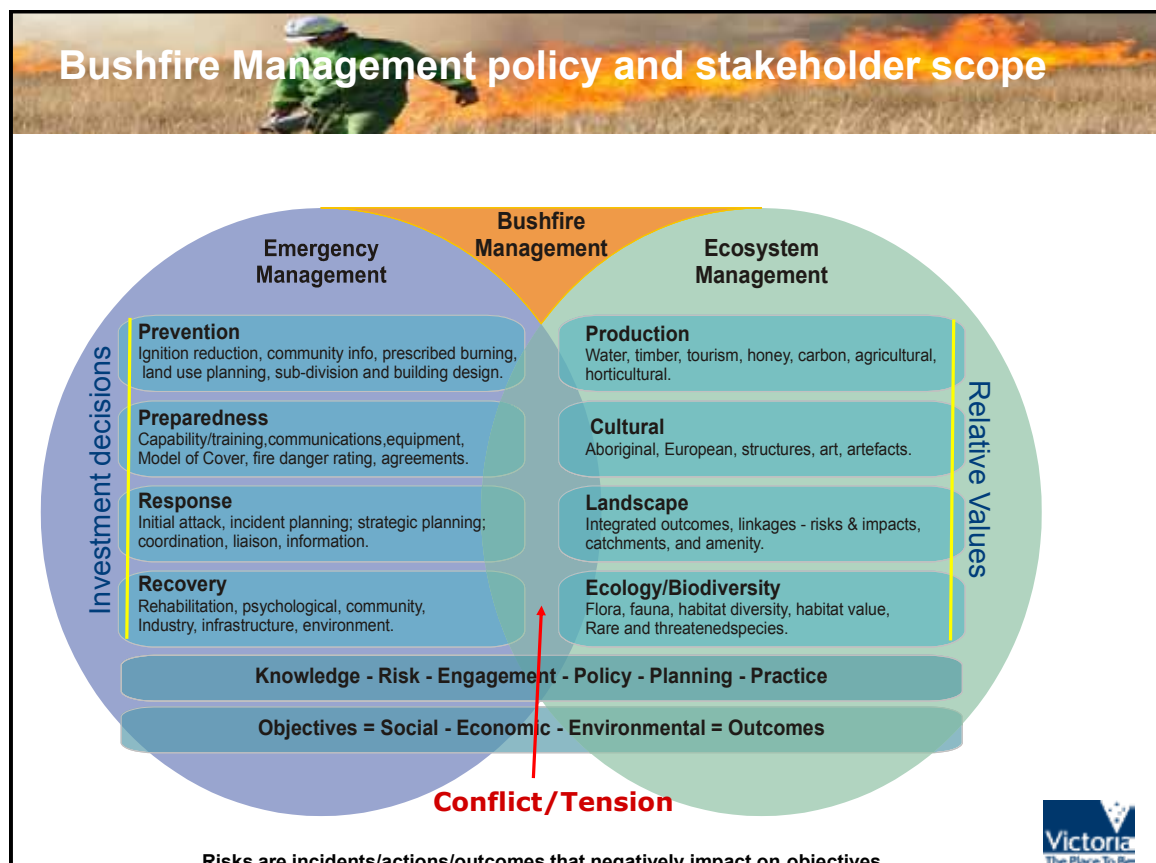 Bushfire Management policy and stakeholder scope
Bushfire
Management
Emergency
Management
Ecosystem
Management
Investment decisions
Prevention
Ignition reduction, community info, prescribed burning,
land use planning, sub-division and building design.
Preparedness
Capability/training,communications,equipment,
Model of Cover, fire danger rating, agreements.
Response
Initial attack, incident planning; strategic planning;
coordination, liaison, information.
Recovery
Rehabilitation, psychological, community,
Industry, infrastructure, environment.
Production
Water, timber, tourism, honey, carbon, agricultural,
horticultural.
Cultural
Aboriginal, European, structures, art, artefacts.
Landscape
Integrated outcomes, linkages - risks & impacts,
catchments, and amenity.
Ecology/Biodiversity
Flora, fauna, habitat diversity, habitat value,
Rare and threatenedspecies.
Relative Values
Knowledge - Risk - Engagement - Policy - Planning - Practice
Objectives = Social - Economic - Environmental = Outcomes
Conflict/Tension
Risks are incidents/actions/outcomes that negatively impact on objectives
Victoria
The Place To Be